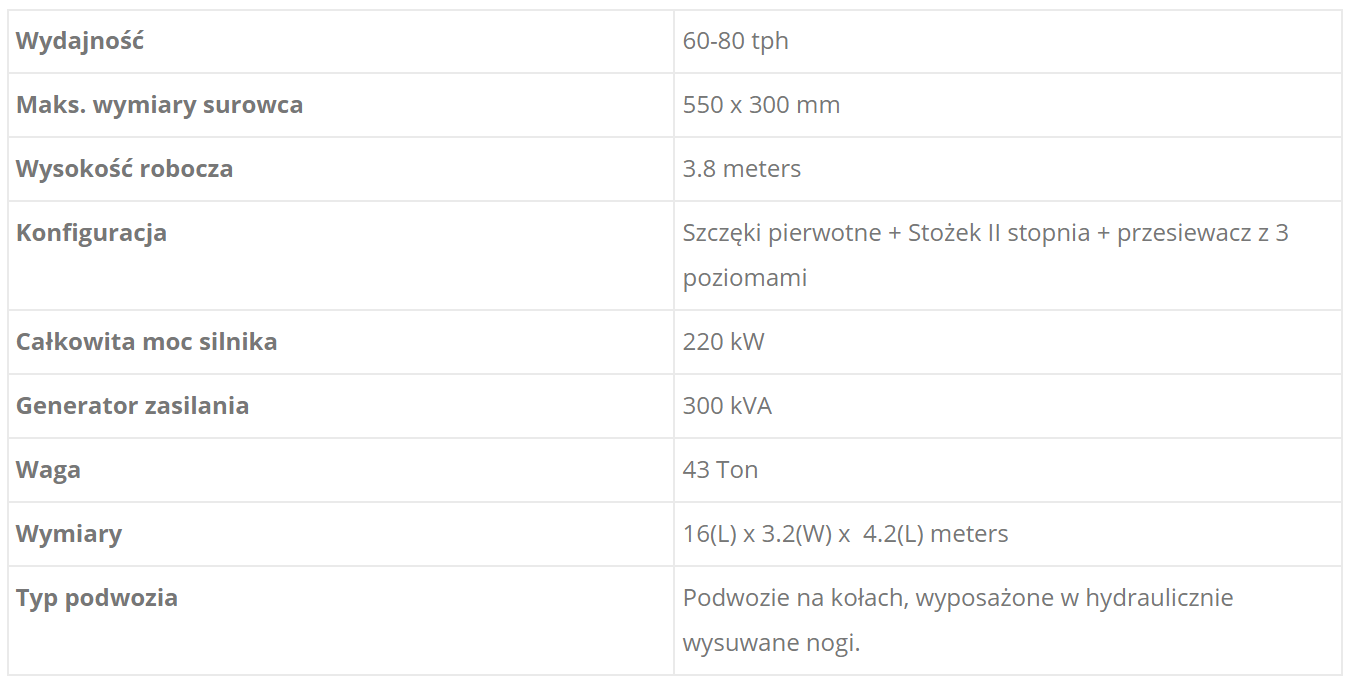 Wydajność 60-80 tph
Maks. wymiary surowca 550 x 300 mm
Wysokość robocza 3.8 meters
Konfiguracja Szczęki pierwotne + Stożek II stopnia + przesiewacz z 3
poziomami
Całkowita moc silnika 220 kW
Generator zasilania 300 kVA
Waga 43 Ton
Wymiary 16(L) x 3.2(W) x  4.2(L) meters
Typ podwozia Podwozie na kołach, wyposażone w hydraulicznie
wysuwane nogi.